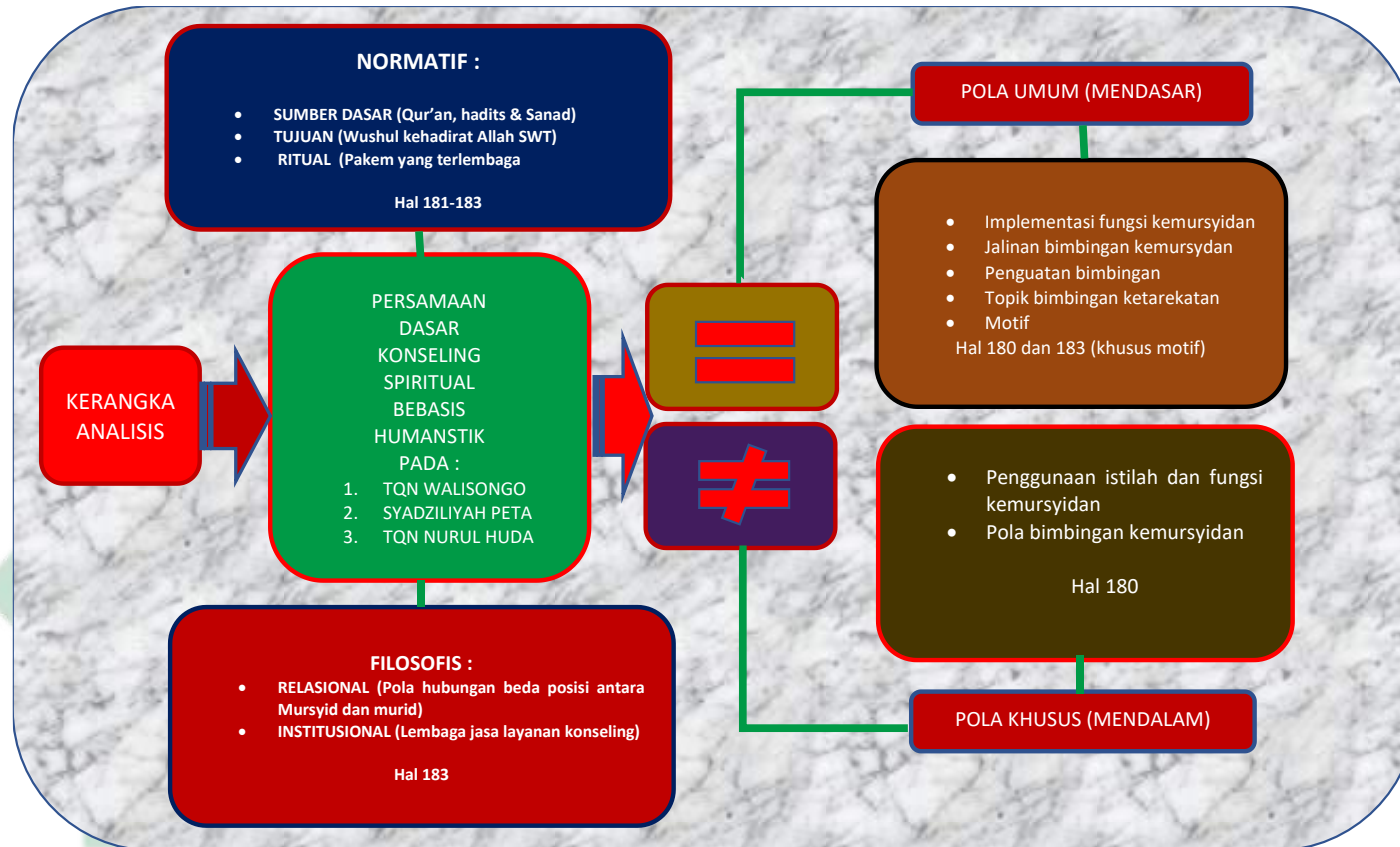 NORMATIF :
• SUMBER DASAR (Qur’an, hadits & Sanad)
• TUJUAN (Wushul kehadirat Allah SWT)
• RITUAL (Pakem yang terlembaga
Hal 181-183
KERANGKA
ANALISIS
PERSAMAAN
DASAR
KONSELING
SPIRITUAL
BEBASIS
HUMANSTIK
PADA :
1. TQN WALISONGO
2. SYADZILIYAH PETA
3. TQN NURUL HUDA
FILOSOFIS :
• RELASIONAL (Pola hubungan beda posisi antara
Mursyid dan murid)
• INSTITUSIONAL (Lembaga jasa layanan konseling)
Hal 183
=
≠
POLA UMUM (MENDASAR)
• Implementasi fungsi kemursyidan
• Jalinan bimbingan kemursydan
• Penguatan bimbingan
• Topik bimbingan ketarekatan
• Motif
Hal 180 dan 183 (khusus motif)
• Penggunaan istilah dan fungsi
kemursyidan
• Pola bimbingan kemursyidan
Hal 180
POLA KHUSUS (MENDALAM)